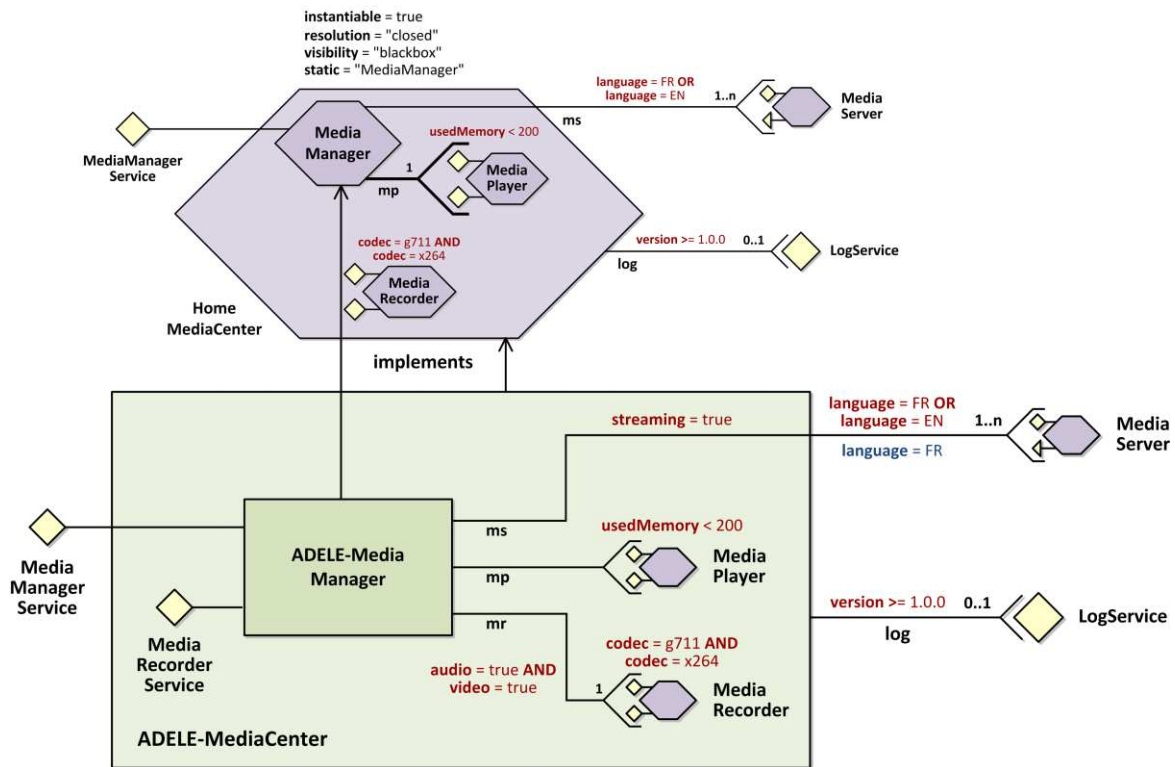 instantiable = true
resolution = "closed"
visibility = "blackbox"
static = "MediaManager"
language = FR OR
language = EN
1..n
Media
Server
ms
MediaManager
Service
Media
Manager
usedMemory < 200
1
mp
Media
Player
codec = g711 AND
codec = x264
Media
Recorder
version >= 1.0.0
0..1
log
LogService
Home
MediaCenter
implements
streaming = true
language = FR OR
language = EN
1..n
language = FR
Media
Server
ms
ADELE-Media
Manager
usedMemory < 200
mp
Media
Player
Media
Manager
Service
Media
Recorder
Service
mr
version >= 1.0.0
0..1
log
LogService
audio = true AND
video = true
codec = g711 AND
codec = x264
1
Media
Recorder
ADELE-MediaCenter